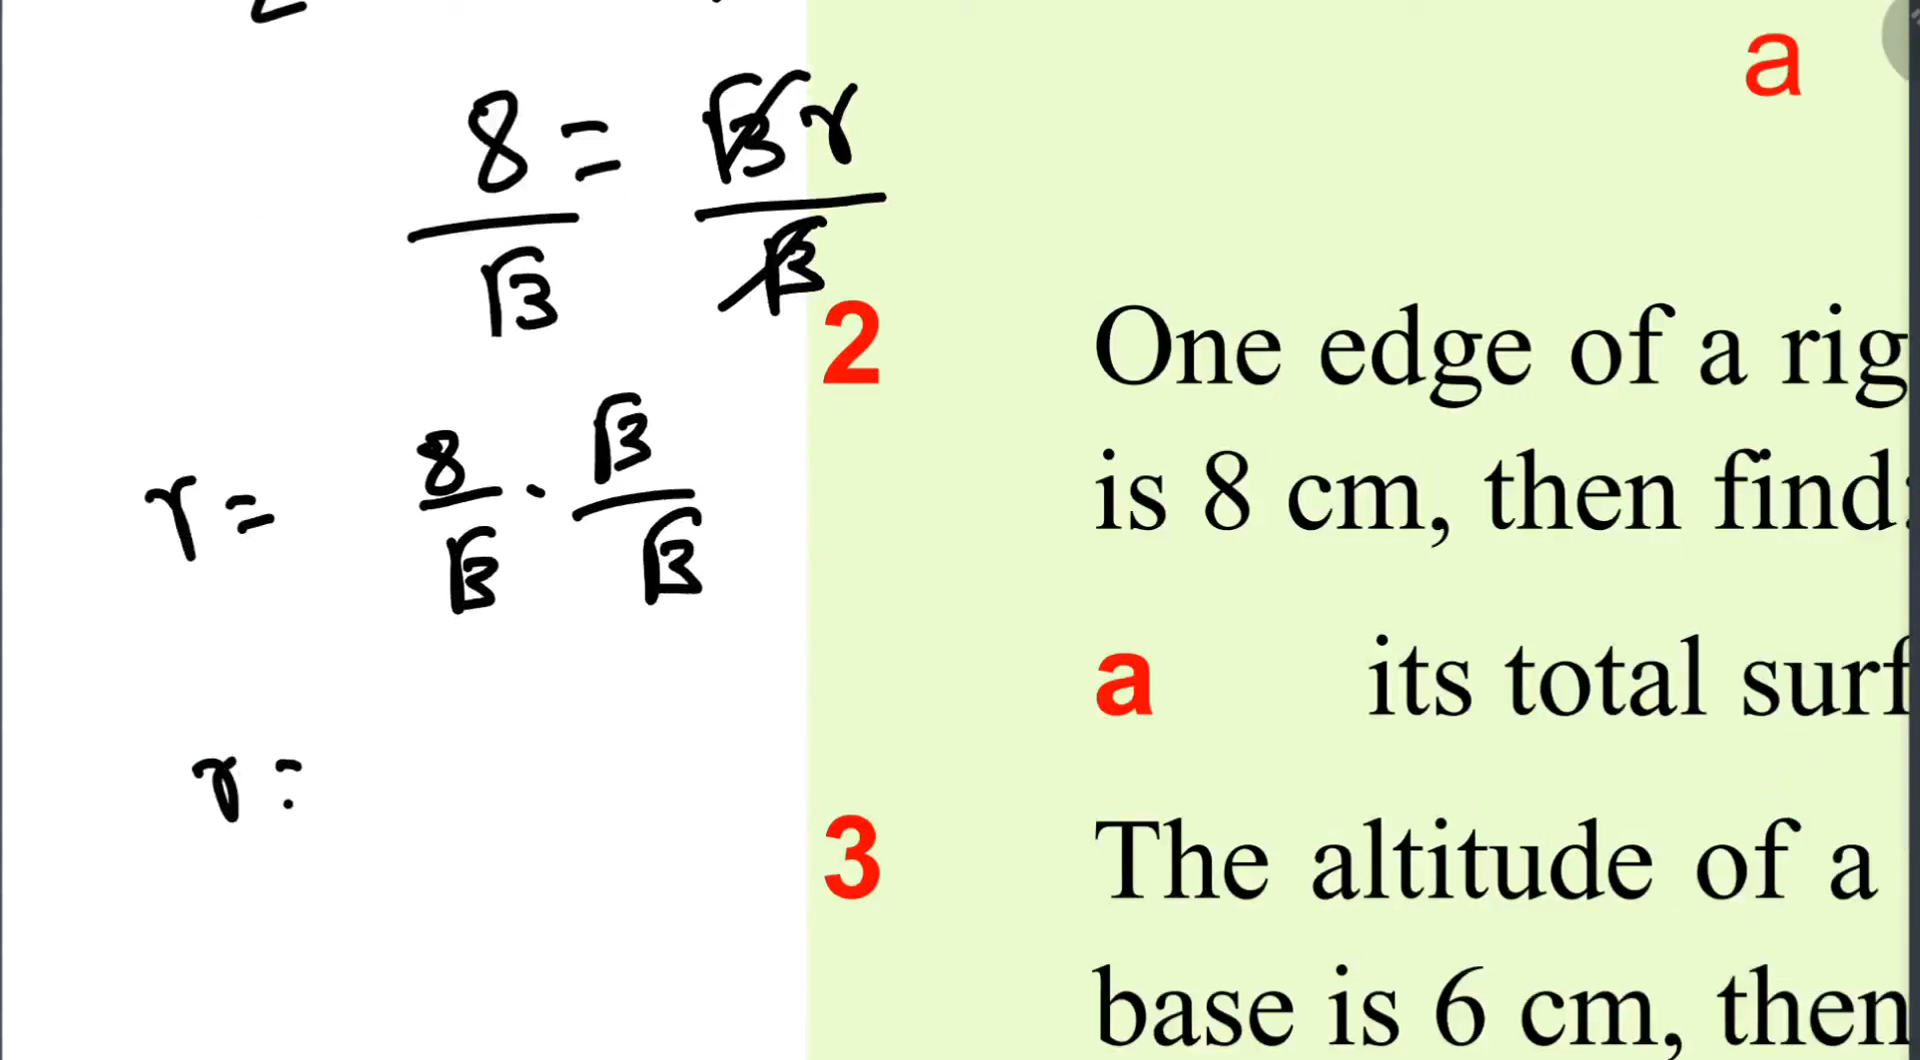 8 = √3 r
√3 √3
r = 8/√3 · √3/√3
r =
a
2 One edge of a rig
is 8 cm, then find:
a its total surf
3 The altitude of a
base is 6 cm, then